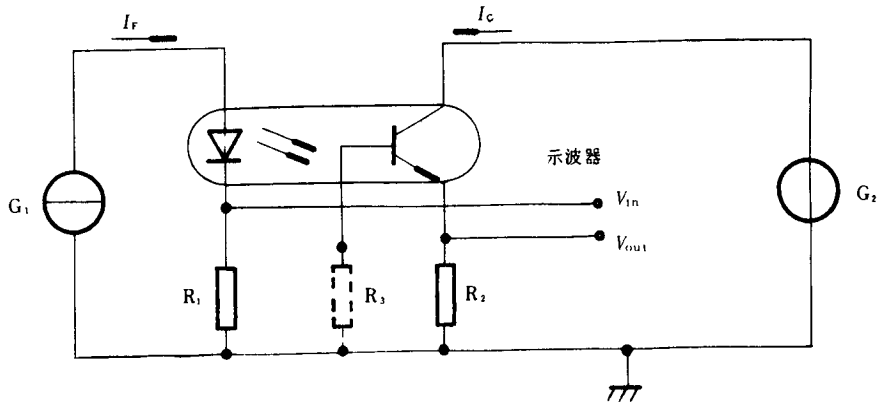 I_F
I_C
示波器
G₁
V_in
G₂
V_out
R₁
R₃
R₂